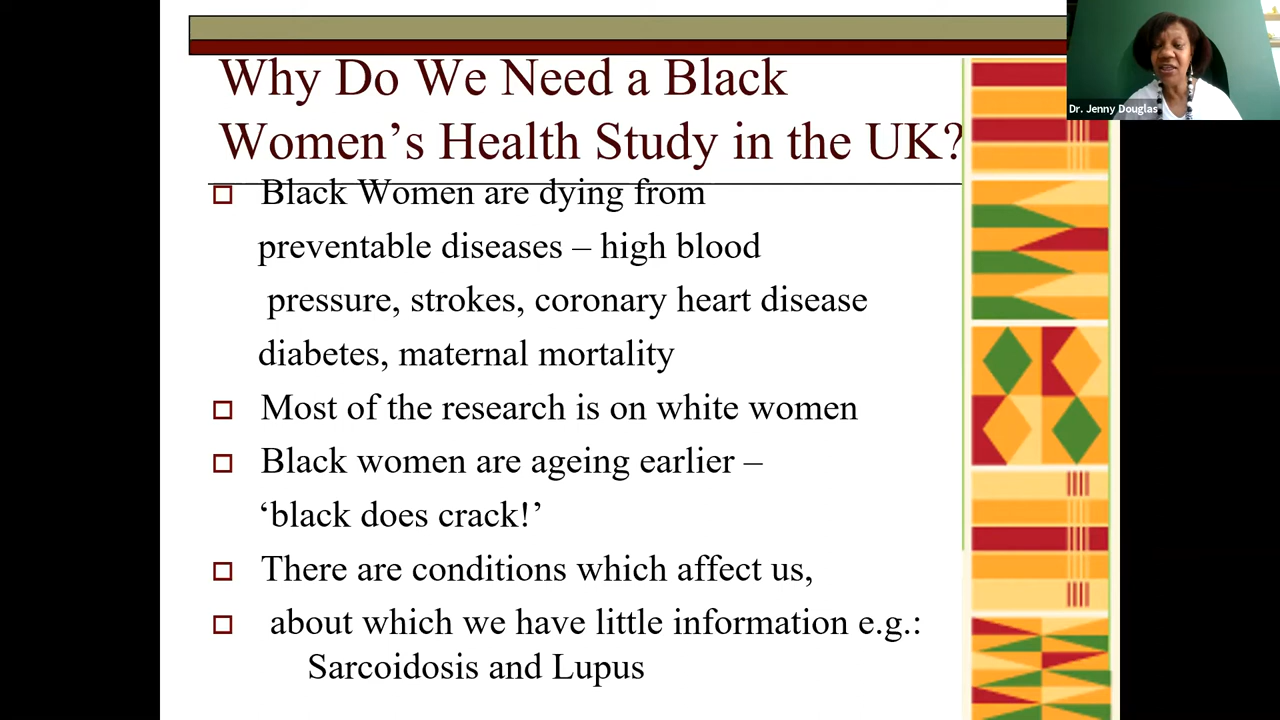 Why Do We Need a Black
Women’s Health Study in the UK?
Dr. Jenny Douglas
Black Women are dying from
preventable diseases – high blood
pressure, strokes, coronary heart disease
diabetes, maternal mortality
Most of the research is on white women
Black women are ageing earlier –
‘black does crack!’
There are conditions which affect us,
about which we have little information e.g.:
Sarcoidosis and Lupus